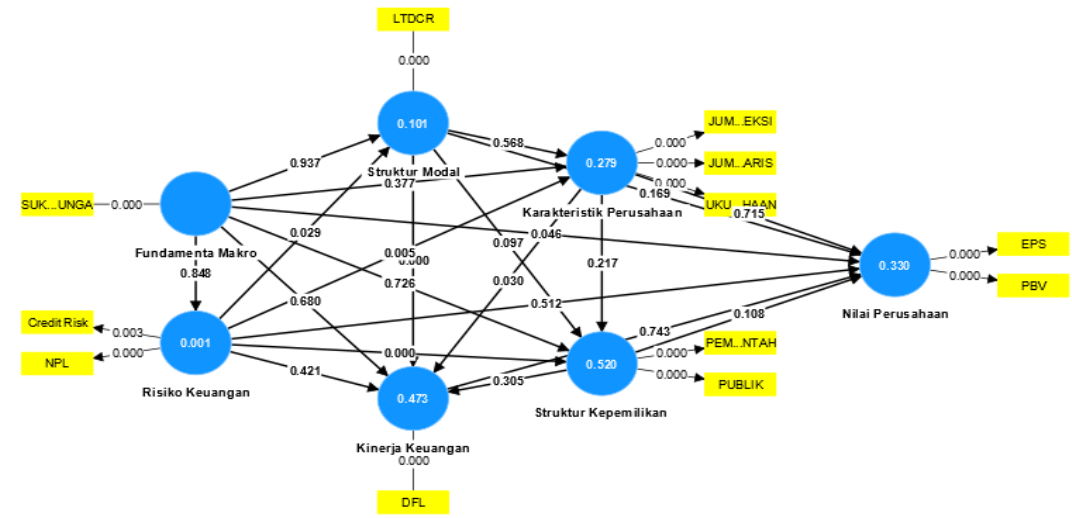 LTDCR
0.000
0.101
Struktur Modal
0.568
JUM...EKSI
0.000
0.279
0.000
JUM...ARIS
0.000
UKU...HAAN
0.169
Karakteristik Perusahaan
0.715
0.937
0.377
SUK...UNGA
0.000
Fundamenta Makro
0.029
0.005
0.000
0.097
0.046
0.217
0.330
Nilai Perusahaan
0.000
EPS
0.000
PBV
0.848
0.680
0.726
0.030
0.512
0.108
0.743
Credit Risk
0.003
NPL
0.000
0.001
Risiko Keuangan
0.421
0.000
0.305
0.520
Struktur Kepemilikan
0.000
PEM...NTAH
0.000
PUBLIK
0.473
Kinerja Keuangan
0.000
DFL